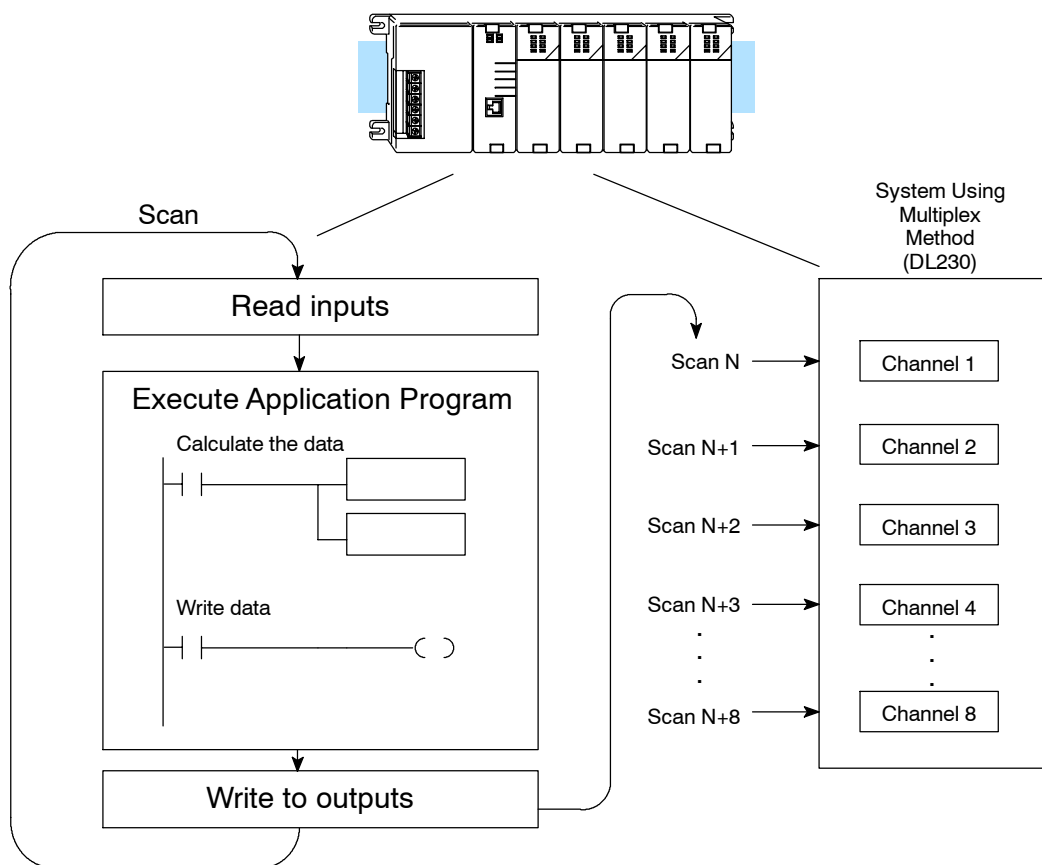 System Using
Multiplex
Method
(DL230)
Scan
Read inputs
Execute Application Program
Calculate the data
Write data
Write to outputs
Scan N
Channel 1
Scan N+1
Channel 2
Scan N+2
Channel 3
Scan N+3
Channel 4
Scan N+8
Channel 8